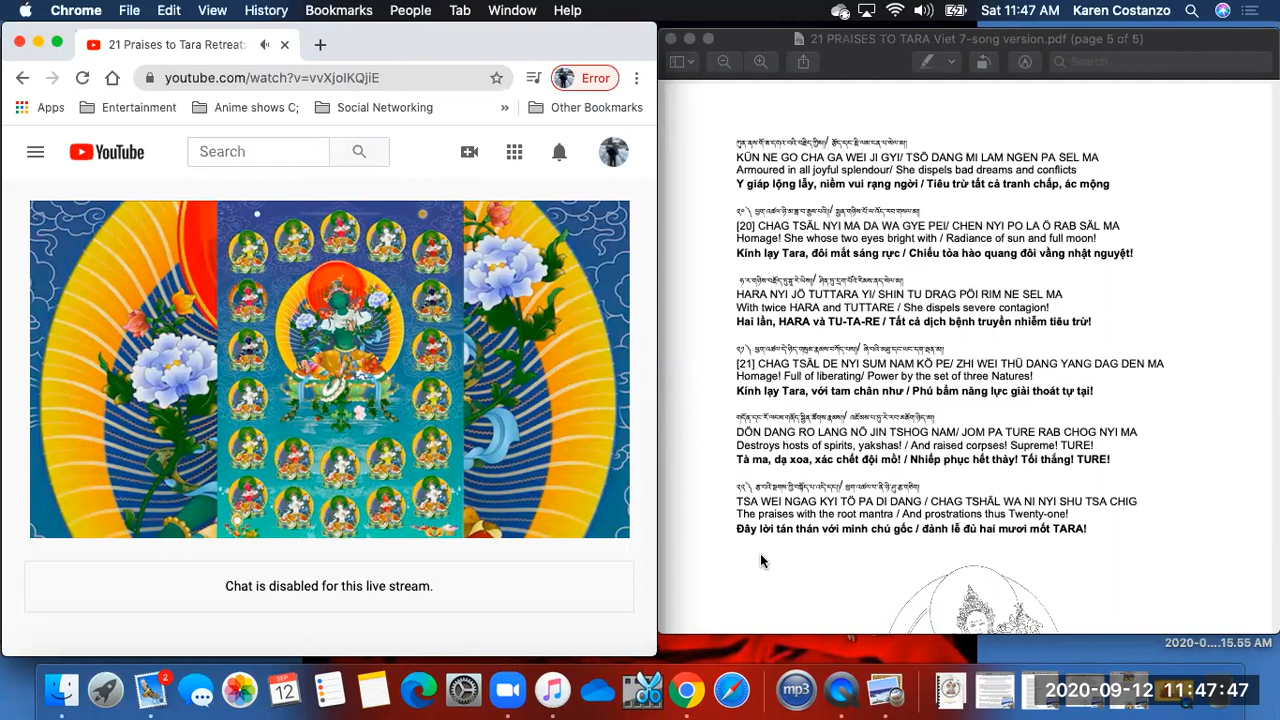 Chrome File Edit View History Bookmarks People Tab Window Help Sat 11:47 AM Karen Costanzo
21 Praises to Tara Retreat:
21 PRAISES TO TARA Viet 7-song version.pdf (page 5 of 5)
youtube.com/watch?v=vvXjolKQjiE
Error
Search
Apps Entertainment Anime shows C; Social Networking » Other Bookmarks
YouTube
Search
Chat is disabled for this live stream.
KÜN NE GO CHA GA WEI JI GYI/ TSÖ DANG MI LAM NGEN PA SEL MA
Armoured in all joyful splendour/ She dispels bad dreams and conflicts
Y giáp lộng lẫy, niềm vui rạng ngời / Tiêu trừ tất cả tranh chấp, ác mộng
[20] CHAG TSÄL NYI MA DA WA GYE PEI/ CHEN NYI PO LA Ö RAB SÄL MA
Homage! She whose two eyes bright with / Radiance of sun and full moon!
Kính lạy Tara, đôi mắt sáng rực / Chiếu tỏa hào quang đôi vầng nhật nguyệt!
HARA NYI JÖ TUTTARA YI/ SHIN TU DRAG PÖI RIM NE SEL MA
With twice HARA and TUTTARE / She dispels severe contagion!
Hai lần, HARA và TU-TA-RE / Tất cả dịch bệnh truyền nhiễm tiêu trừ!
[21] CHAG TSÄL DE NYI SUM NAM KÖ PE/ ZHI WEI THÜ DANG YANG DAG DEN MA
Homage! Full of liberating/ Power by the set of three Natures!
Kính lạy Tara, với tam chân như / Phú bẩm năng lực giải thoát tự tại!
DÖN DANG RO LANG NÖ JIN TSHOG NAM/ JOM PA TURE RAB CHOG NYI MA
Destroys hosts of spirits, yakshas! / And raised corpses! Supreme! TURE!
Tà ma, dạ xoa, xác chết đội mồ! / Nhiếp phục hết thảy! Tối thắng! TURE!
TSA WEI NGAG KYI TÖ PA DI DANG / CHAG TSHÄL WA NI NYI SHU TSA CHIG
The praises with the root mantra / And prostrations thus Twenty-one!
Đây lời tán thán với minh chú gốc / đảnh lễ đủ hai mươi mốt TARA!
2020-0....15.55 AM
2
SEP
12
mp3
2020-09-12 11:47:47